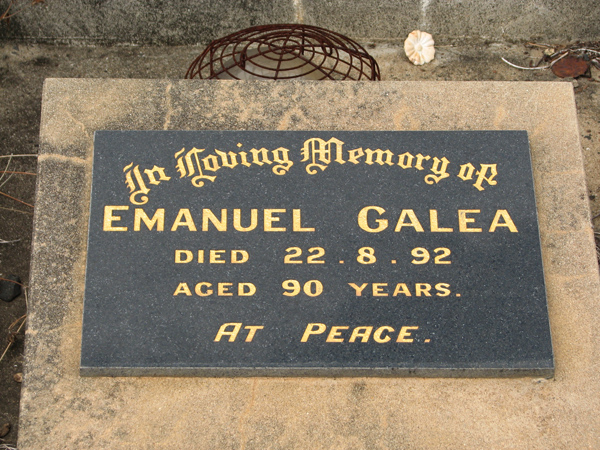 In Loving Memory of
EMANUEL GALEA
DIED 22.8.92
AGED 90 YEARS.
AT PEACE.